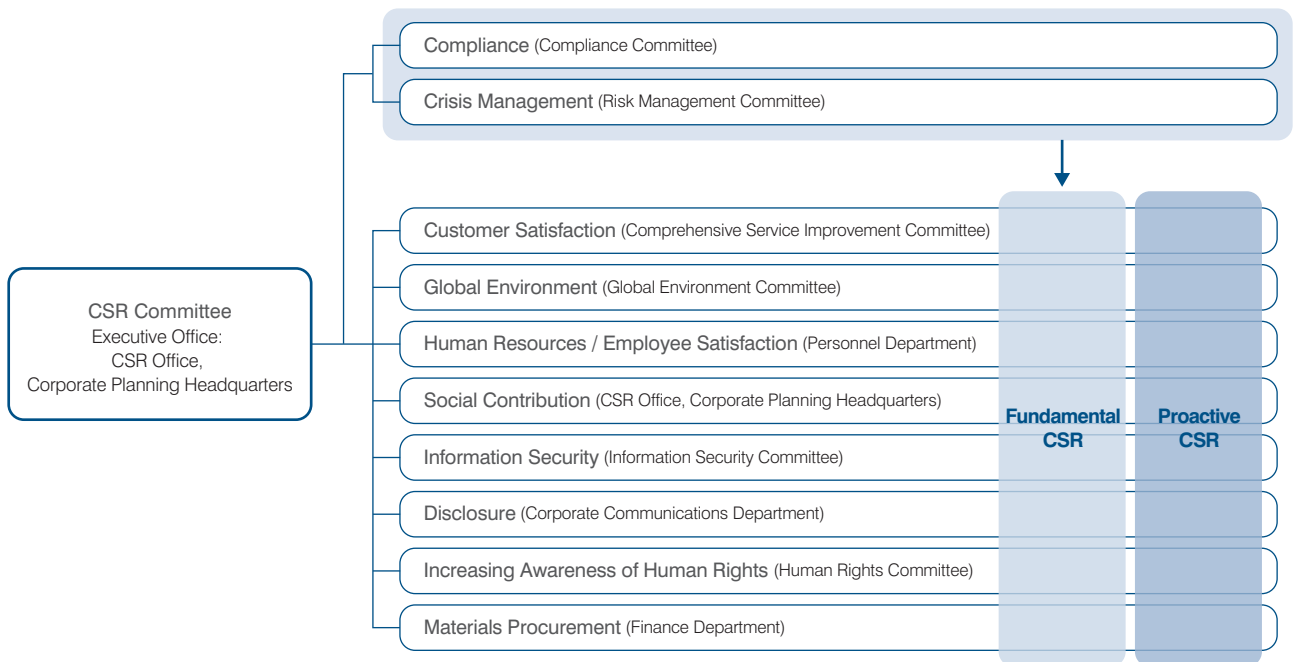 Compliance (Compliance Committee)
Crisis Management (Risk Management Committee)
CSR Committee
Executive Office:
CSR Office,
Corporate Planning Headquarters
Customer Satisfaction (Comprehensive Service Improvement Committee)
Global Environment (Global Environment Committee)
Human Resources / Employee Satisfaction (Personnel Department)
Social Contribution (CSR Office, Corporate Planning Headquarters)
Information Security (Information Security Committee)
Disclosure (Corporate Communications Department)
Increasing Awareness of Human Rights (Human Rights Committee)
Materials Procurement (Finance Department)
Fundamental
CSR
Proactive
CSR